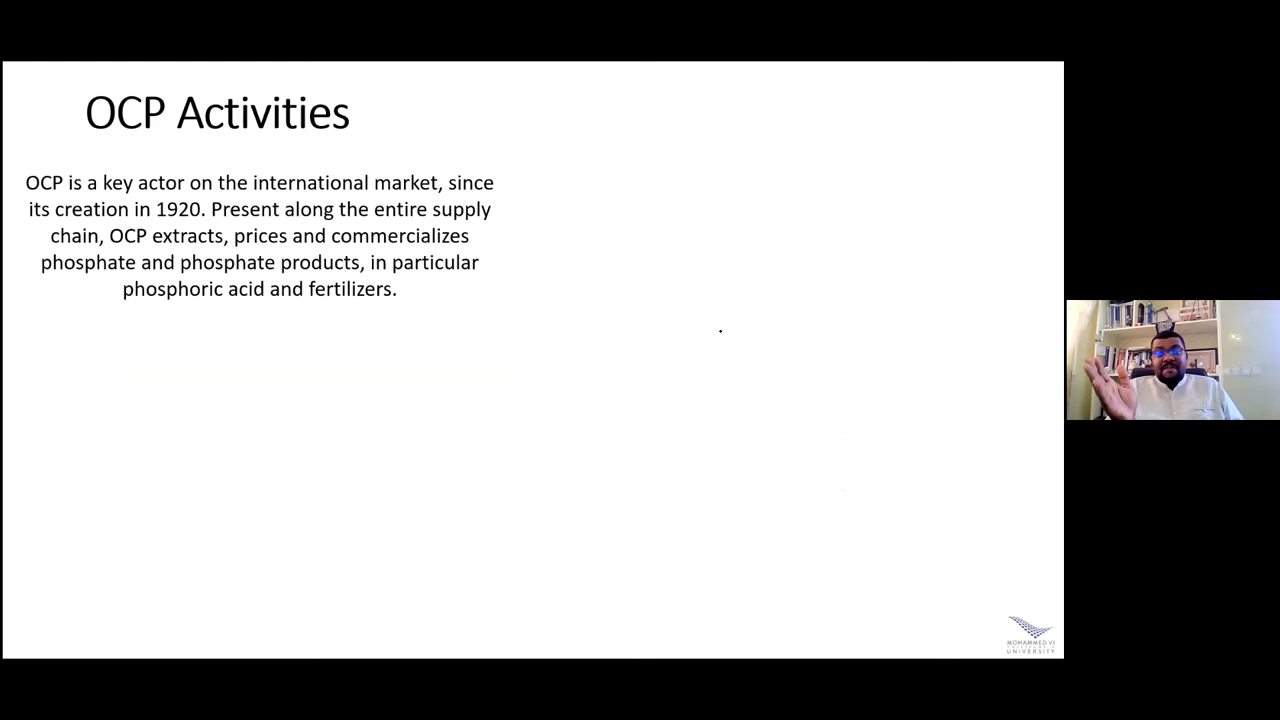 OCP Activities
OCP is a key actor on the international market, since
its creation in 1920. Present along the entire supply
chain, OCP extracts, prices and commercializes
phosphate and phosphate products, in particular
phosphoric acid and fertilizers.
MOHAMMED VI
UNIVERSITY